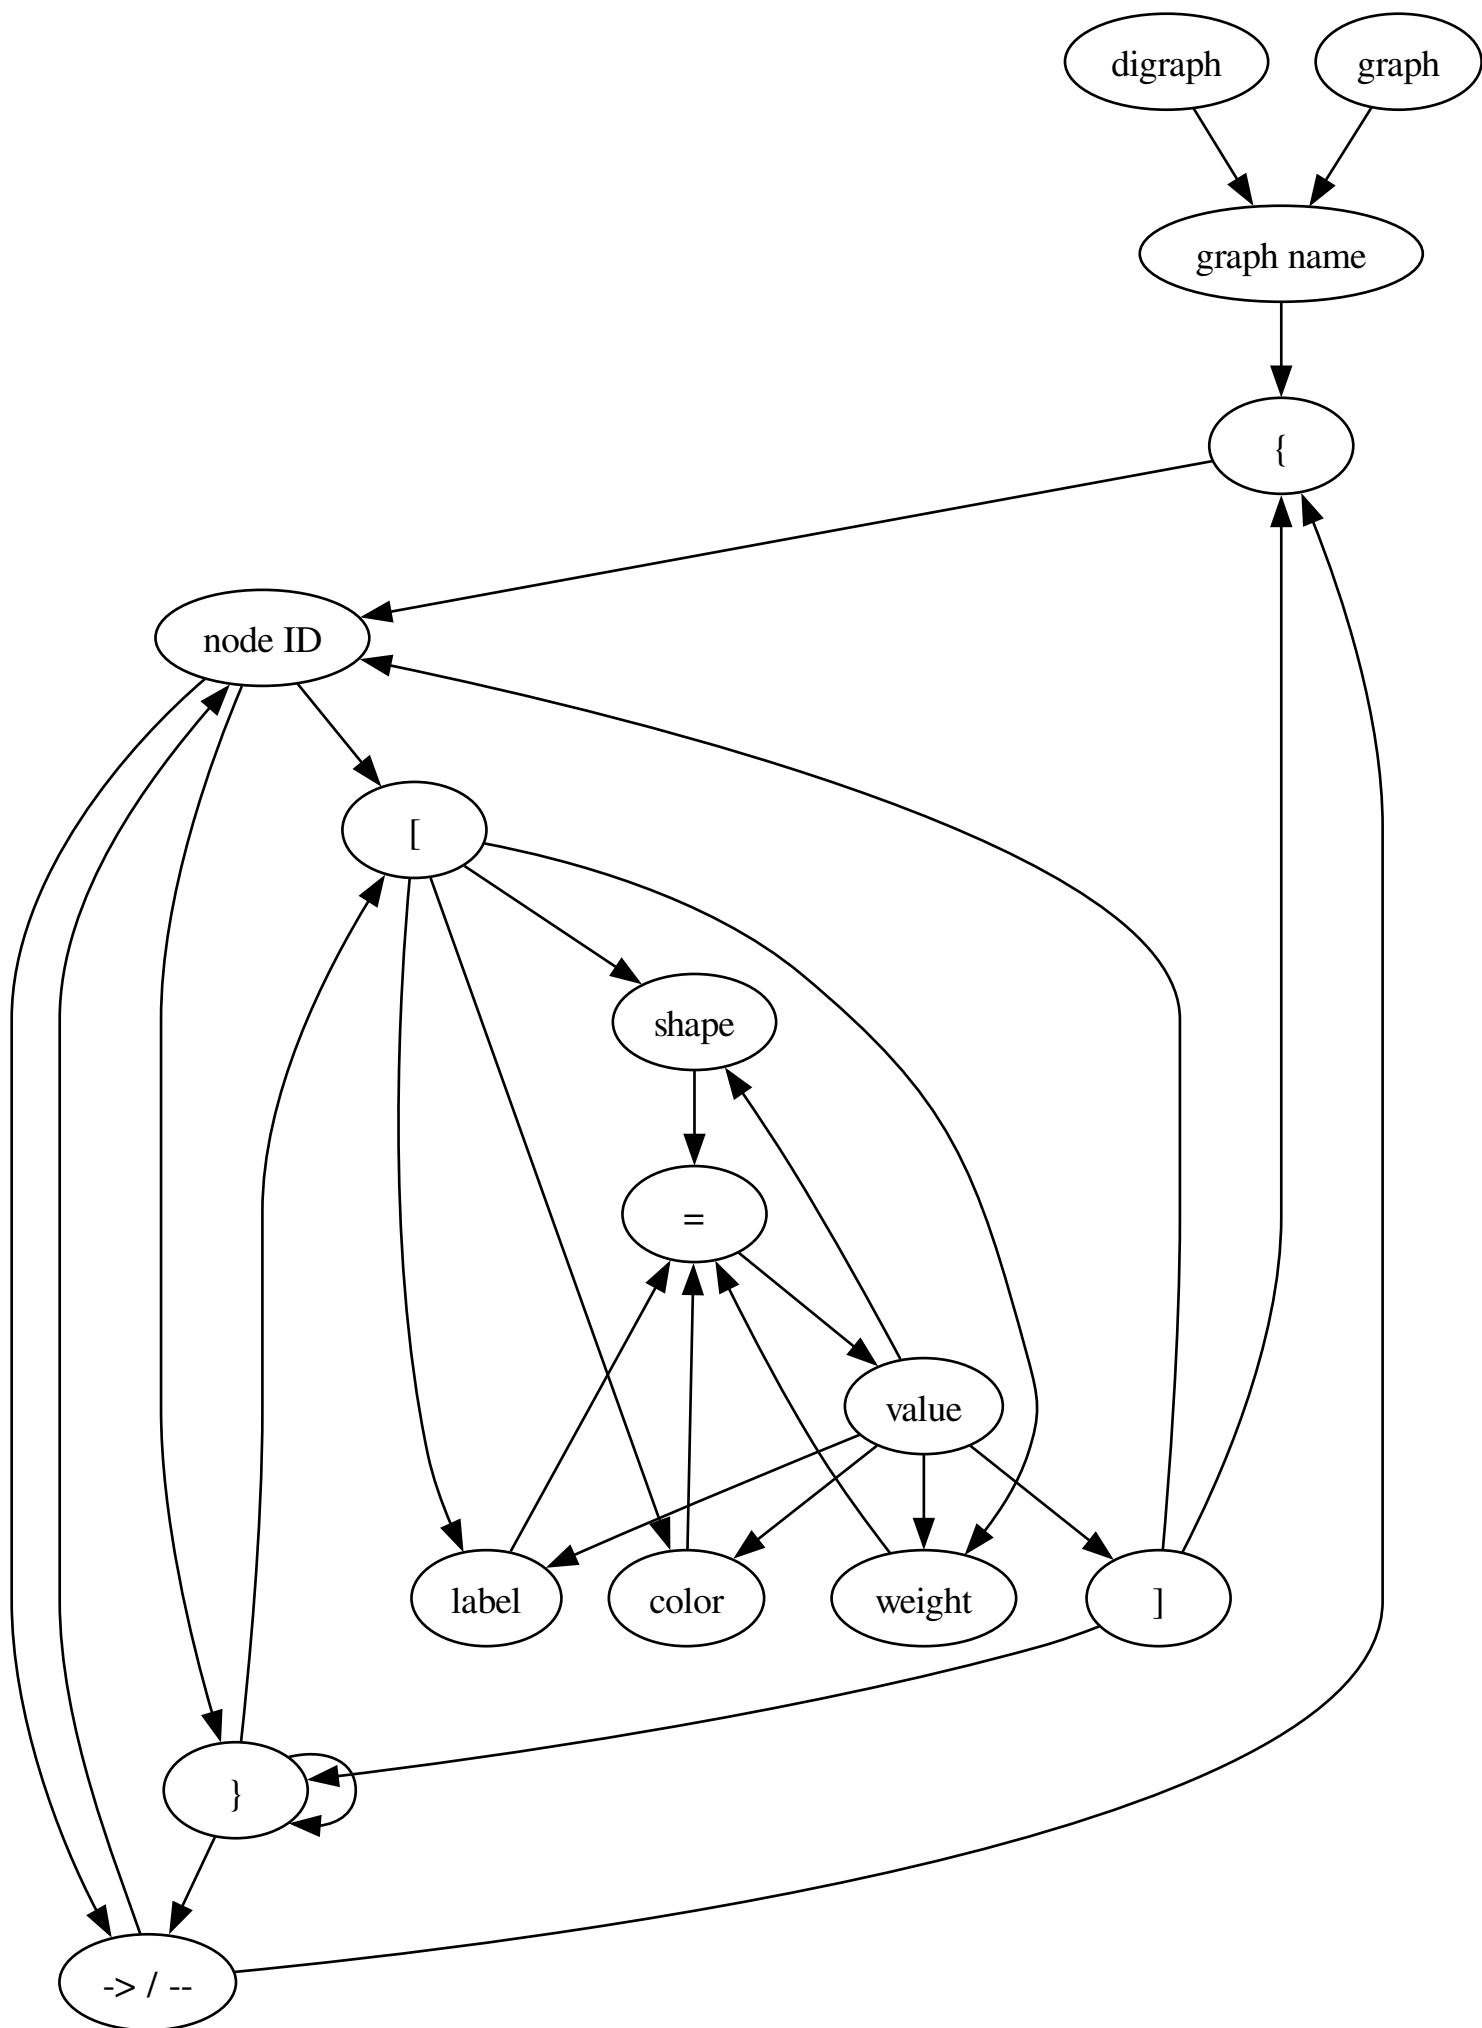 digraph
graph
graph name
{
node ID
[
shape
=
value
label
color
weight
]
}
-> / --